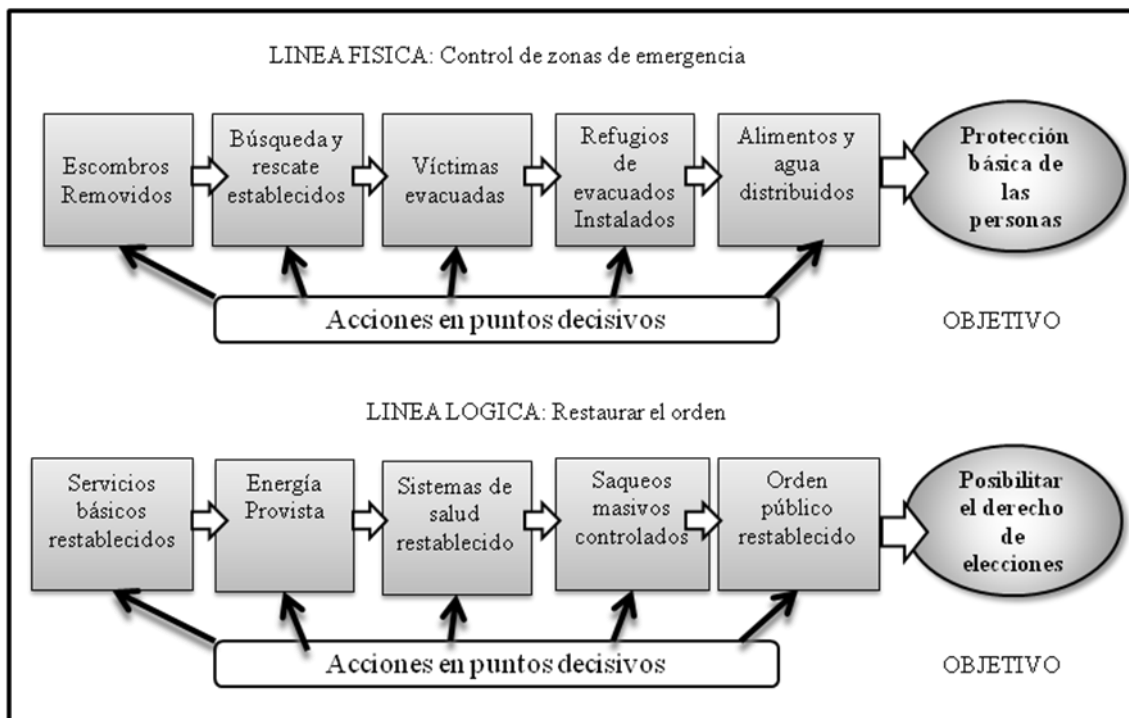 LINEA FISICA: Control de zonas de emergencia
Escombros
Removidos
Búsqueda y
rescate
establecidos
Víctimas
evacuadas
Refugios
de
evacuados
Instalados
Alimentos y
agua
distribuidos
Protección
básica de
las
personas
Acciones en puntos decisivos
OBJETIVO
LINEA LOGICA: Restaurar el orden
Servicios
básicos
restablecidos
Energía
Provista
Sistemas de
salud
restablecido
Saqueos
masivos
controlados
Orden
público
restablecido
Posibilitar
el derecho
de
elecciones
Acciones en puntos decisivos
OBJETIVO